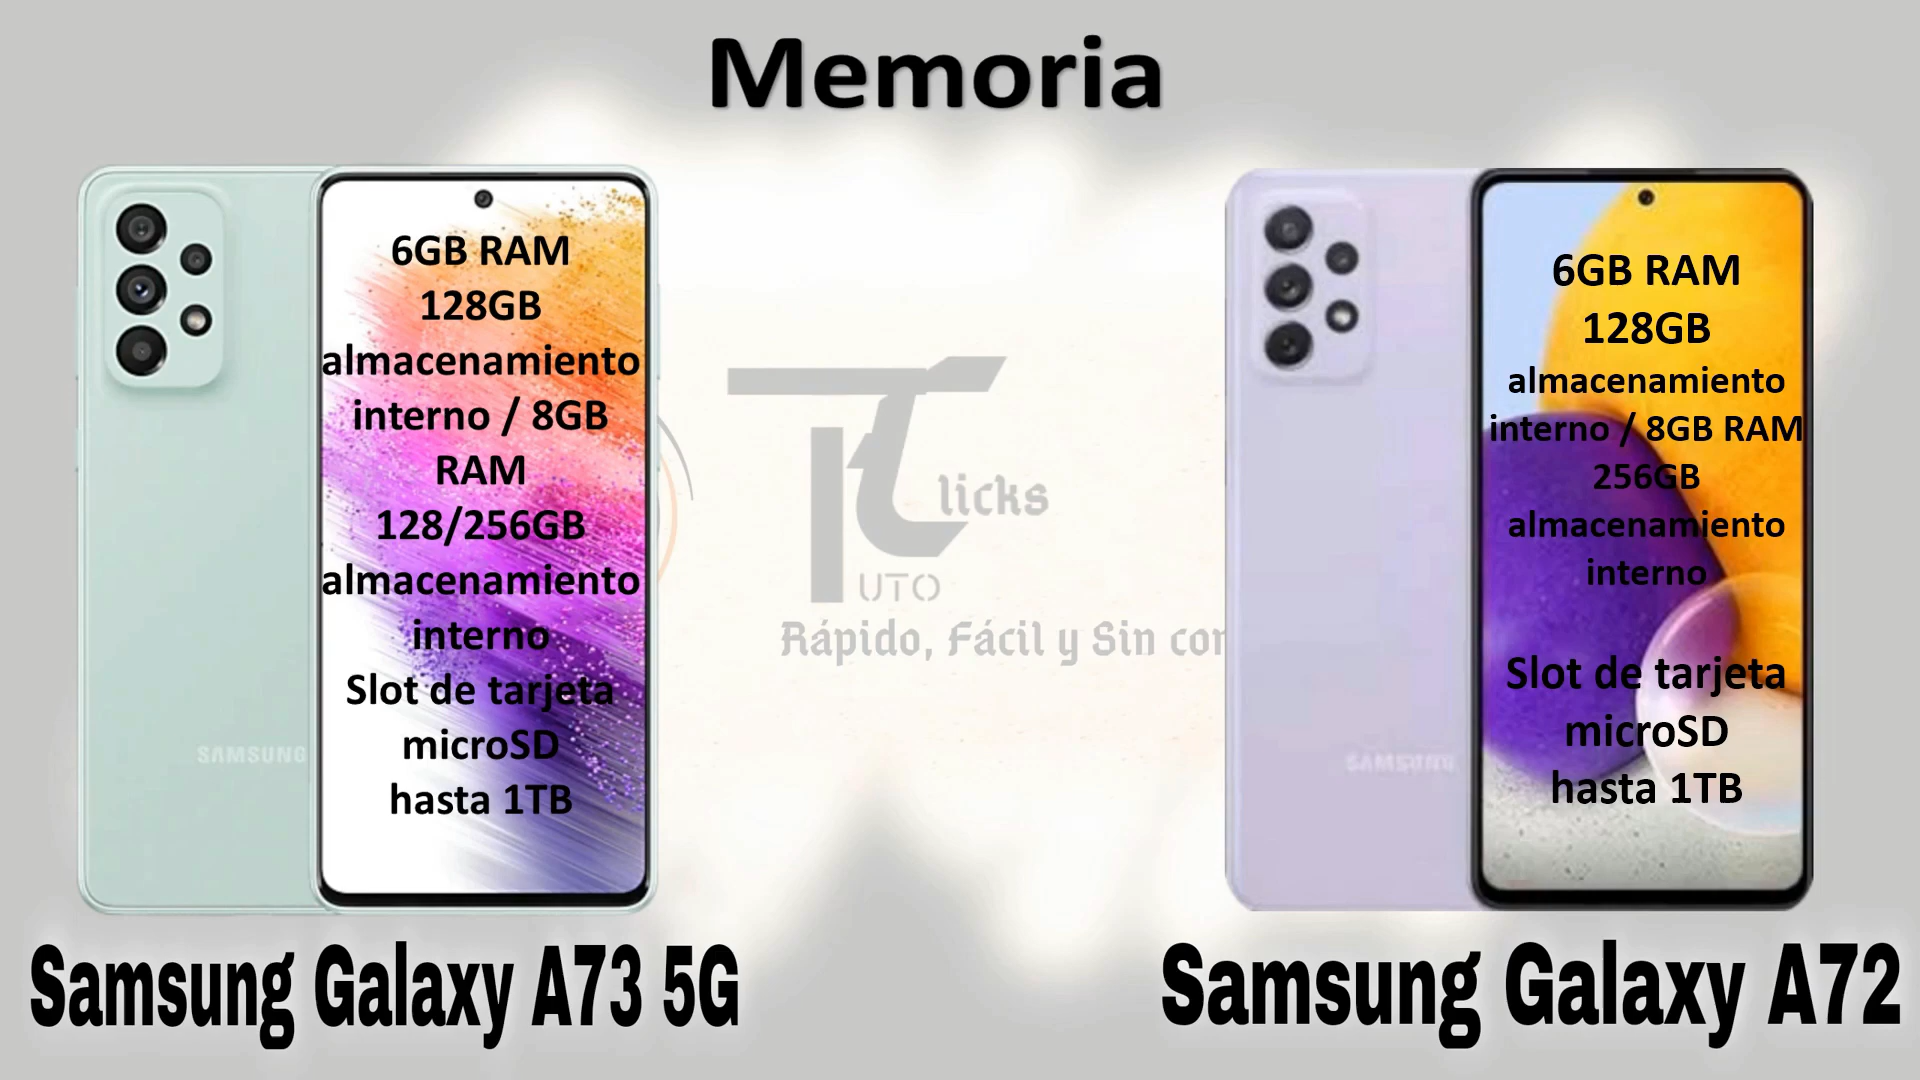 Memoria
6GB RAM
128GB
almacenamiento
interno / 8GB
RAM
128/256GB
almacenamiento
interno
Slot de tarjeta
microSD
hasta 1TB
SAMSUNG
Samsung Galaxy A73 5G
licks
UTO
Rápido, Fácil y Sin
6GB RAM
128GB
almacenamiento
interno / 8GB RAM
256GB
almacenamiento
interno
Slot de tarjeta
microSD
hasta 1TB
SAMSUNG
Samsung Galaxy A72